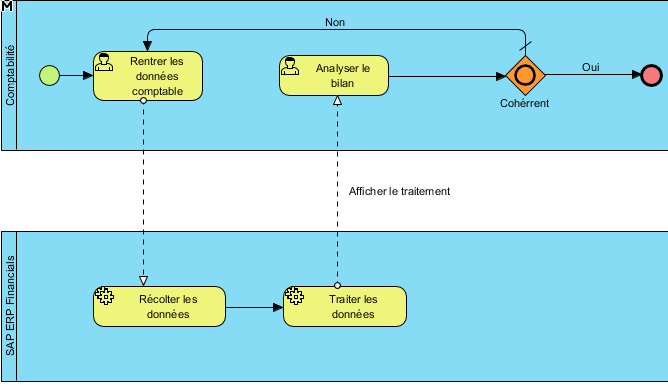 M
Non
Comptabilité
Rentrer les
données
comptable
Analyser le
bilan
Oui
Cohérrent
Afficher le traitement
SAP ERP Financials
Récolter les
données
Traiter les
données